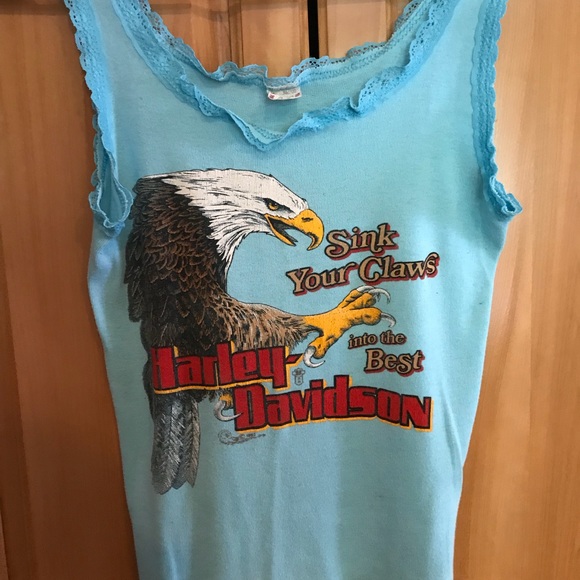 Sink
Your Claws
into the
Best
Harley-
Davidson